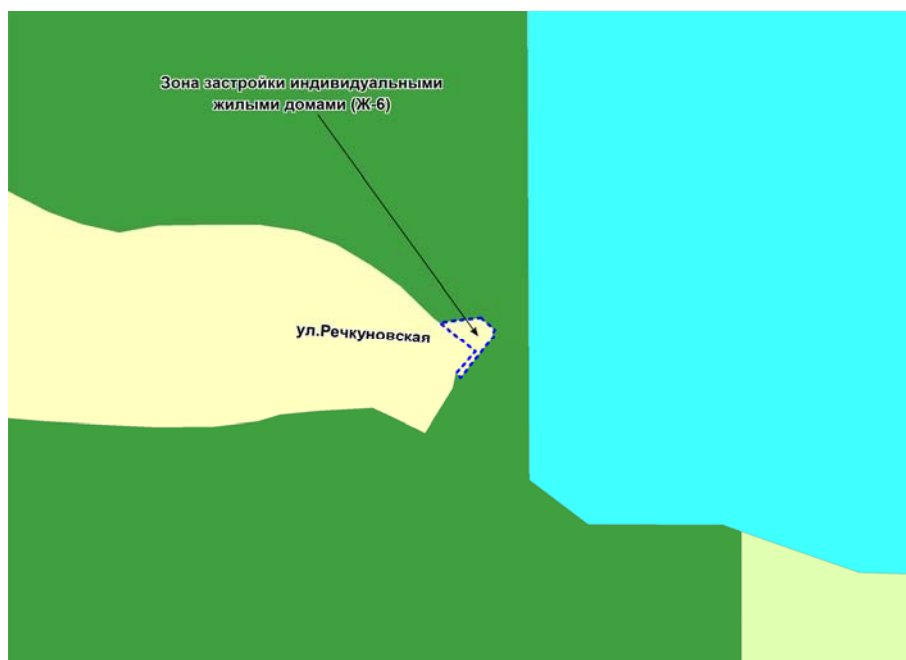 Зона застройки индивидуальными
жилыми домами (Ж-6)
ул.Речкуновская